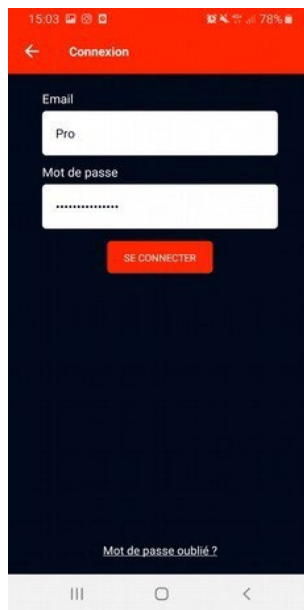 15:03 78%
Connexion
Email
Pro
Mot de passe
...............
SE CONNECTER
Mot de passe oublié ?